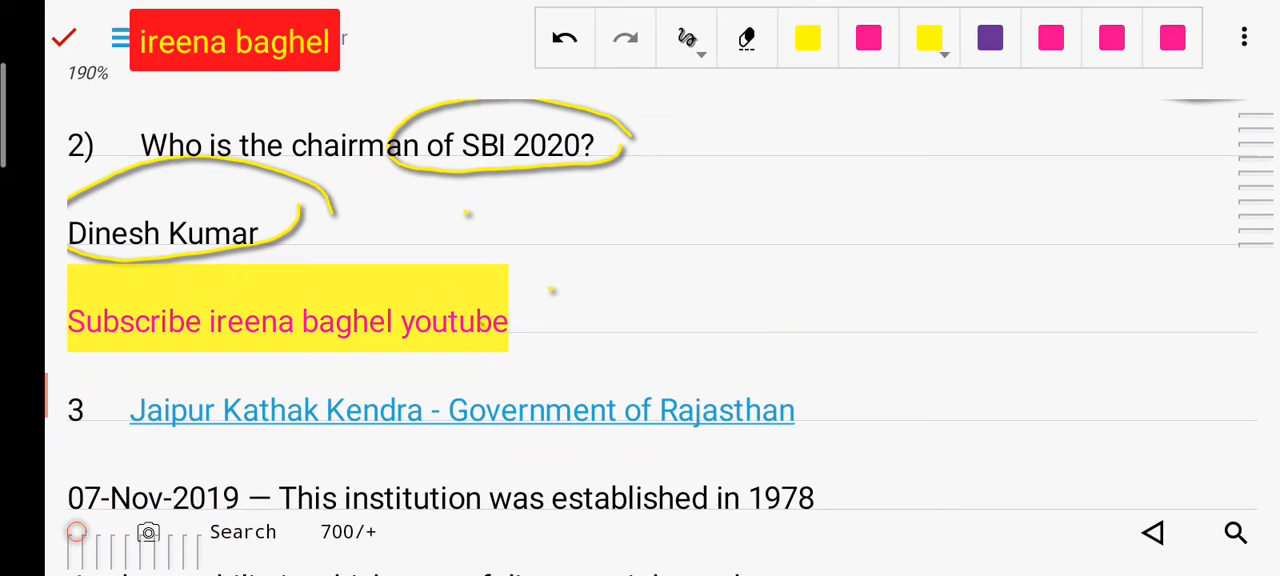 ireena baghel r
190%
2) Who is the chairman of SBI 2020?
Dinesh Kumar
Subscribe ireena baghel youtube
3 Jaipur Kathak Kendra - Government of Rajasthan
07-Nov-2019 — This institution was established in 1978
Search 700/+